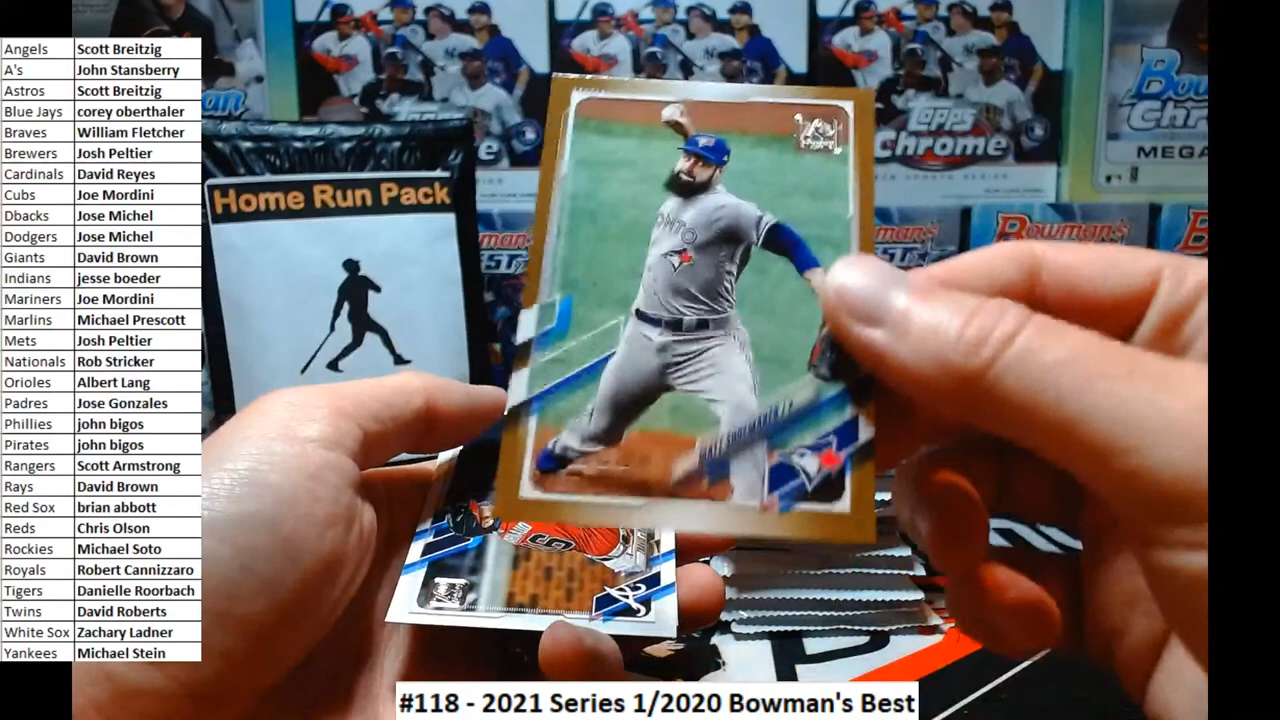 Angels Scott Breitzig
A's John Stansberry
Astros Scott Breitzig
Blue Jays corey oberthaler
Braves William Fletcher
Brewers Josh Peltier
Cardinals David Reyes
Cubs Joe Mordini
Dbacks Jose Michel
Dodgers Jose Michel
Giants David Brown
Indians jesse boeder
Mariners Joe Mordini
Marlins Michael Prescott
Mets Josh Peltier
Nationals Rob Stricker
Orioles Albert Lang
Padres Jose Gonzales
Phillies john bigos
Pirates john bigos
Rangers Scott Armstrong
Rays David Brown
Red Sox brian abbott
Reds Chris Olson
Rockies Michael Soto
Royals Robert Cannizzaro
Tigers Danielle Roorbach
Twins David Roberts
White Sox Zachary Ladner
Yankees Michael Stein
Home Run Pack
Topps
Chrome
MEGA
#118 - 2021 Series 1/2020 Bowman's Best